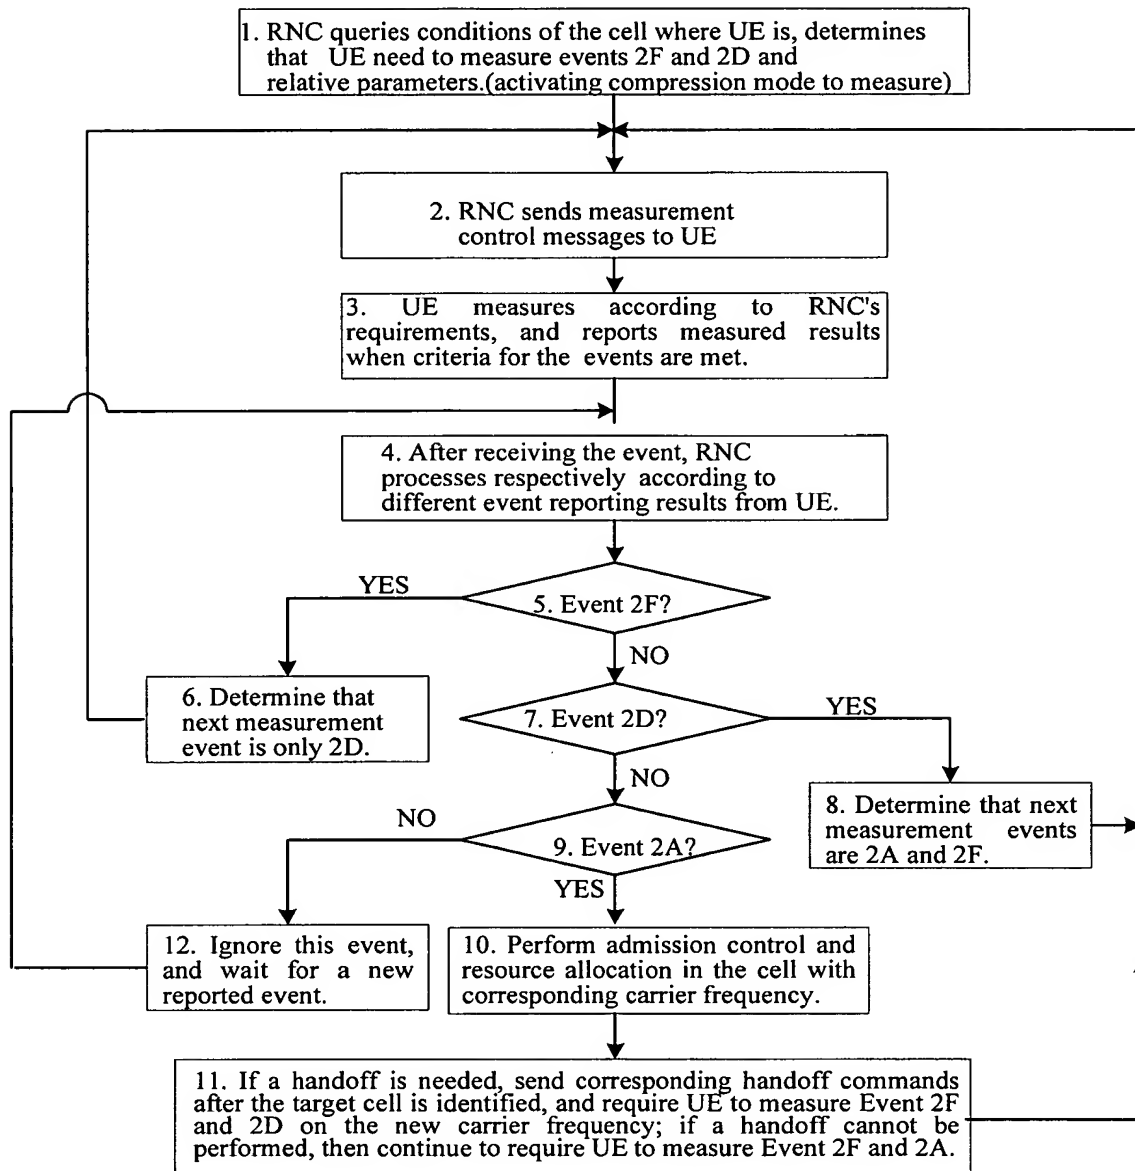 1. RNC queries conditions of the cell where UE is, determines
that UE need to measure events 2F and 2D and
relative parameters.(activating compression mode to measure)
2. RNC sends measurement
control messages to UE
3. UE measures according to RNC's
requirements, and reports measured results
when criteria for the events are met.
4. After receiving the event, RNC
processes respectively according to
different event reporting results from UE.
YES
5. Event 2F?
NO
6. Determine that
next measurement
event is only 2D.
7. Event 2D?
YES
NO
8. Determine that next
measurement events
are 2A and 2F.
NO
9. Event 2A?
YES
12. Ignore this event,
and wait for a new
reported event.
10. Perform admission control and
resource allocation in the cell with
corresponding carrier frequency.
11. If a handoff is needed, send corresponding handoff commands
after the target cell is identified, and require UE to measure Event 2F
and 2D on the new carrier frequency; if a handoff cannot be
performed, then continue to require UE to measure Event 2F and 2A.